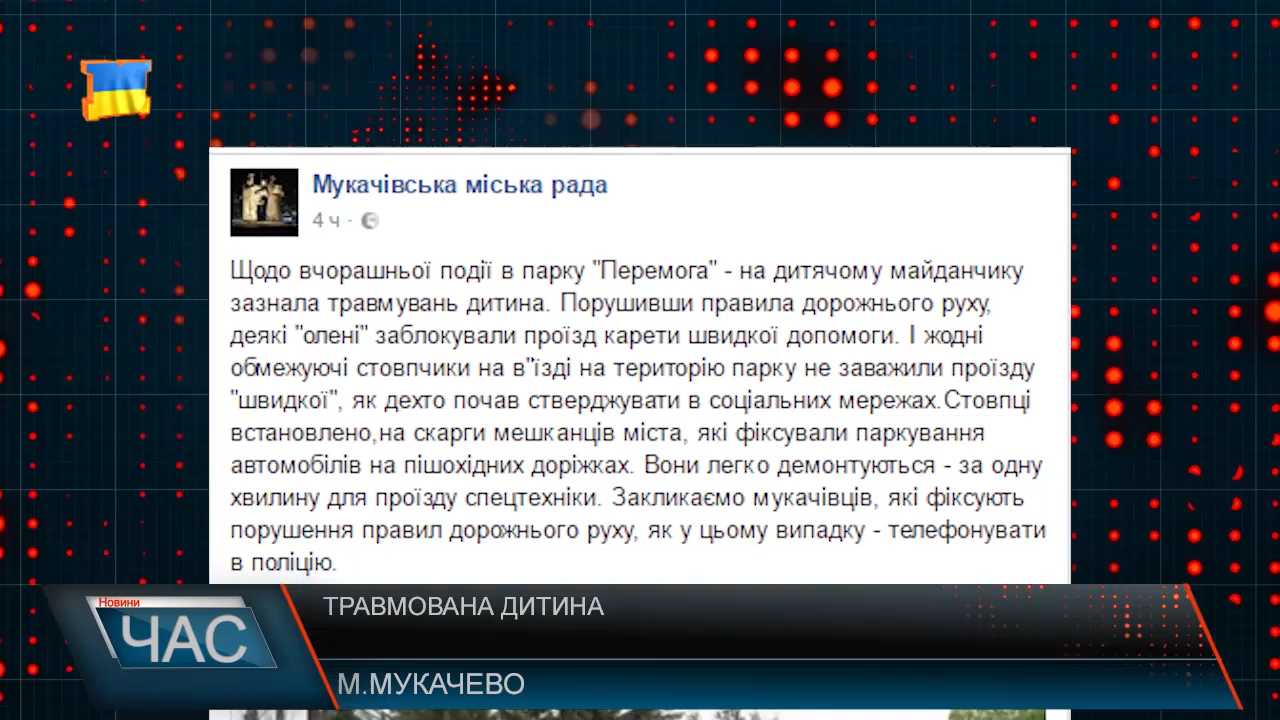 Мукачівська міська рада
4 ч ·
Щодо вчорашньої події в парку "Перемога" - на дитячому майданчику
зазнала травмувань дитина. Порушивши правила дорожнього руху,
деякі "олені" заблокували проїзд карети швидкої допомоги. І жодні
обмежуючі стовпчики на в"їзді на територію парку не заважили проїзду
"швидкої", як дехто почав стверджувати в соціальних мережах.Стовпці
встановлено,на скарги мешканців міста, які фіксували паркування
автомобілів на пішохідних доріжках. Вони легко демонтуються - за одну
хвилину для проїзду спецтехніки. Закликаємо мукачівців, які фіксують
порушення правил дорожнього руху, як у цьому випадку - телефонувати
в поліцію.
Новини
ЧАС
ТРАВМОВАНА ДИТИНА
М.МУКАЧЕВО